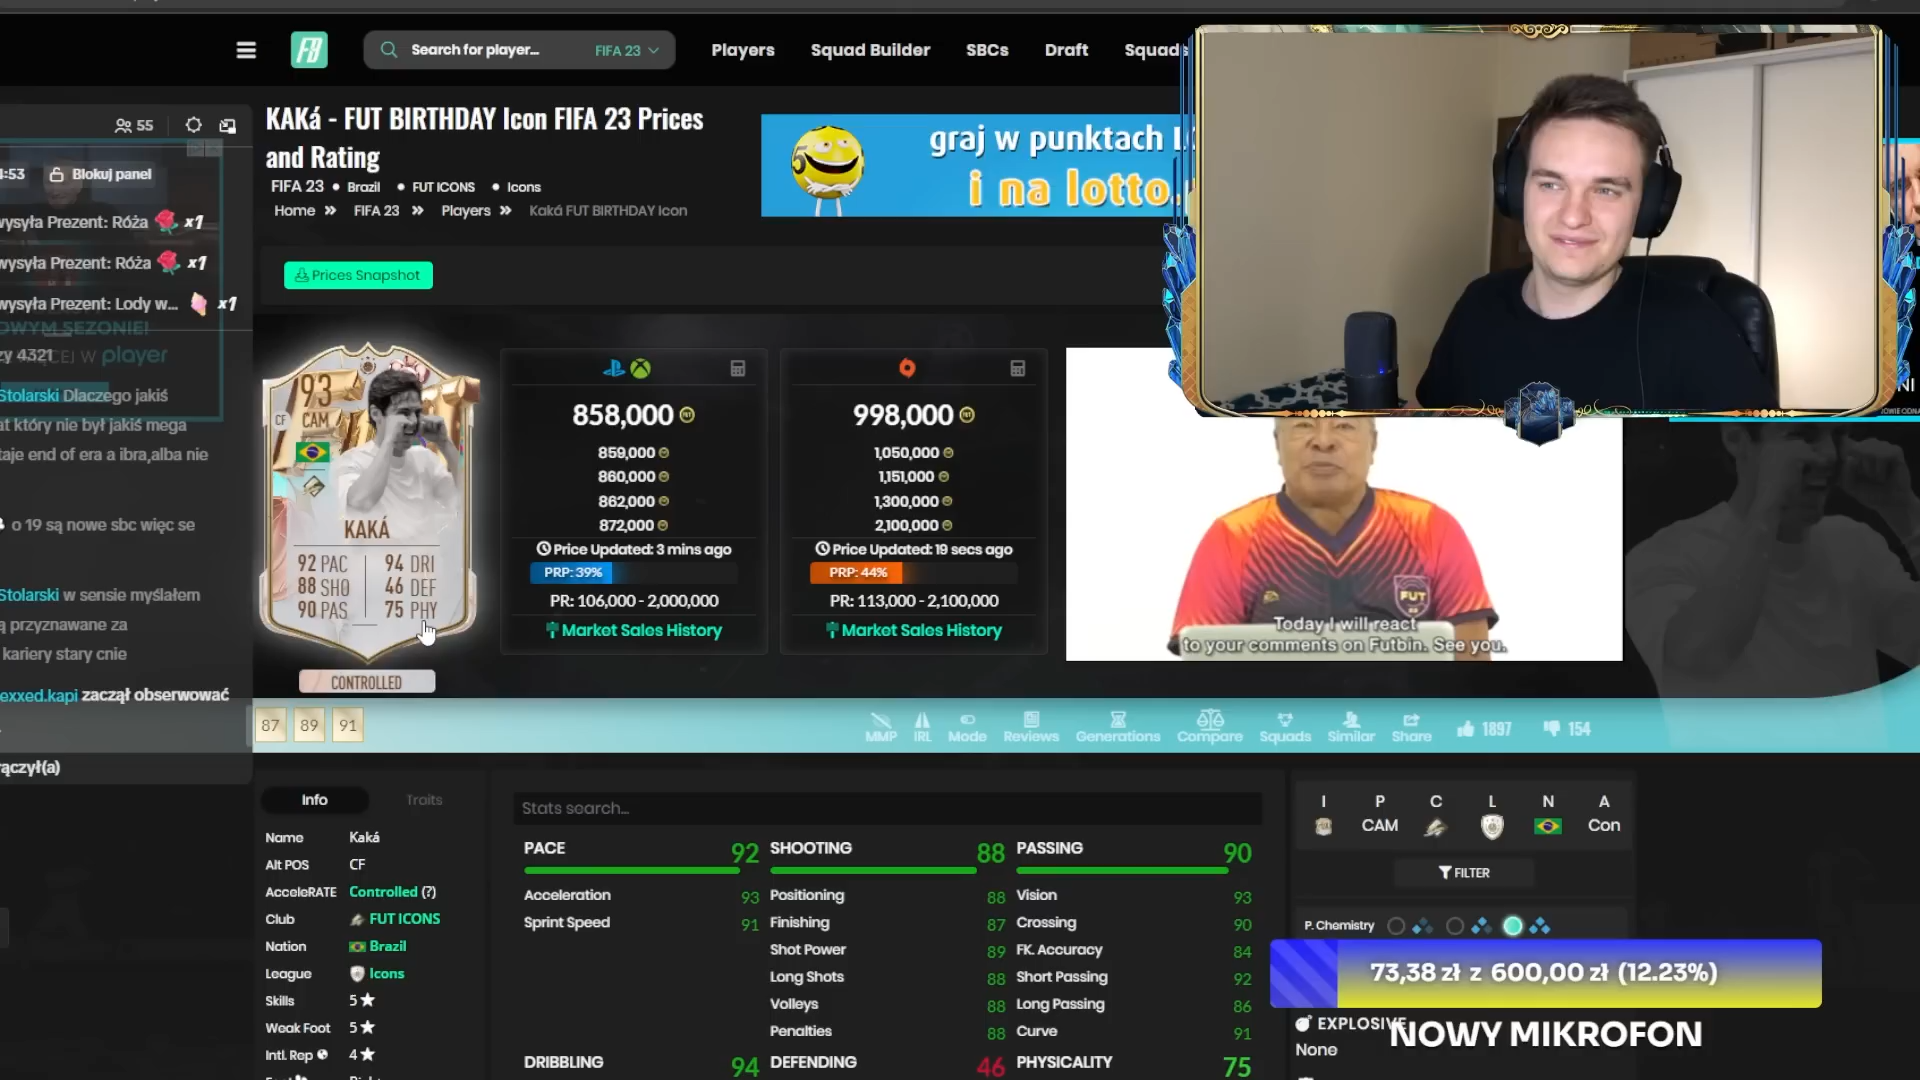 Search for player...
FIFA 23
Players
Squad Builder
SBCs
Draft
Squads
55
:53
Blokuj panel
wysyła Prezent: Róża x1
wysyła Prezent: Róża x1
wysyła Prezent: Lody w... x1
OWYM SEZONIE!
zy 4321
CEJ W player
Stolarski Dlaczego jakiś
at który nie był jakiś mega
taje end of era a ibra,alba nie
o 19 są nowe sbc więc se
Stolarski w sensie myślałem
ą przyznawane za
kariery stary cnie
exxed.kapi zaczął obserwować
ączył(a)
KAKá - FUT BIRTHDAY Icon FIFA 23 Prices
and Rating
FIFA 23 • Brazil • FUT ICONS • Icons
Home » FIFA 23 » Players » Kaká FUT BIRTHDAY Icon
graj w punktach
i na lotto.
Prices Snapshot
93
CAM
CF
KAKÁ
92 PAC 94 DRI
88 SHO 46 DEF
90 PAS 75 PHY
CONTROLLED
858,000
859,000
860,000
862,000
872,000
Price Updated: 3 mins ago
PRP: 39%
PR: 106,000 - 2,000,000
Market Sales History
998,000
1,050,000
1,151,000
1,300,000
2,100,000
Price Updated: 19 secs ago
PRP: 44%
PR: 113,000 - 2,100,000
Market Sales History
FUT
23
Today I will react
to your comments on Futbin. See you.
87 89 91
MMP
IRL
Mode
Reviews
Generations
Compare
Squads
Similar
Share
1897
154
Info
Traits
Name Kaká
Alt POS CF
AcceleRATE Controlled (?)
Club FUT ICONS
Nation Brazil
League Icons
Skills 5
Weak Foot 5
Intl. Rep 4
Stats search...
PACE 92
Acceleration 93
Sprint Speed 91
SHOOTING 88
Positioning 88
Finishing 87
Shot Power 89
Long Shots 88
Volleys 88
Penalties 88
PASSING 90
Vision 93
Crossing 90
FK. Accuracy 84
Short Passing 92
Long Passing 86
Curve 91
DRIBBLING 94
DEFENDING 46
PHYSICALITY 75
I P C L N A
CAM
Con
FILTER
P. Chemistry
73,38 zł z 600,00 zł (12.23%)
EXPLOSIVE
NOWY MIKROFON
None